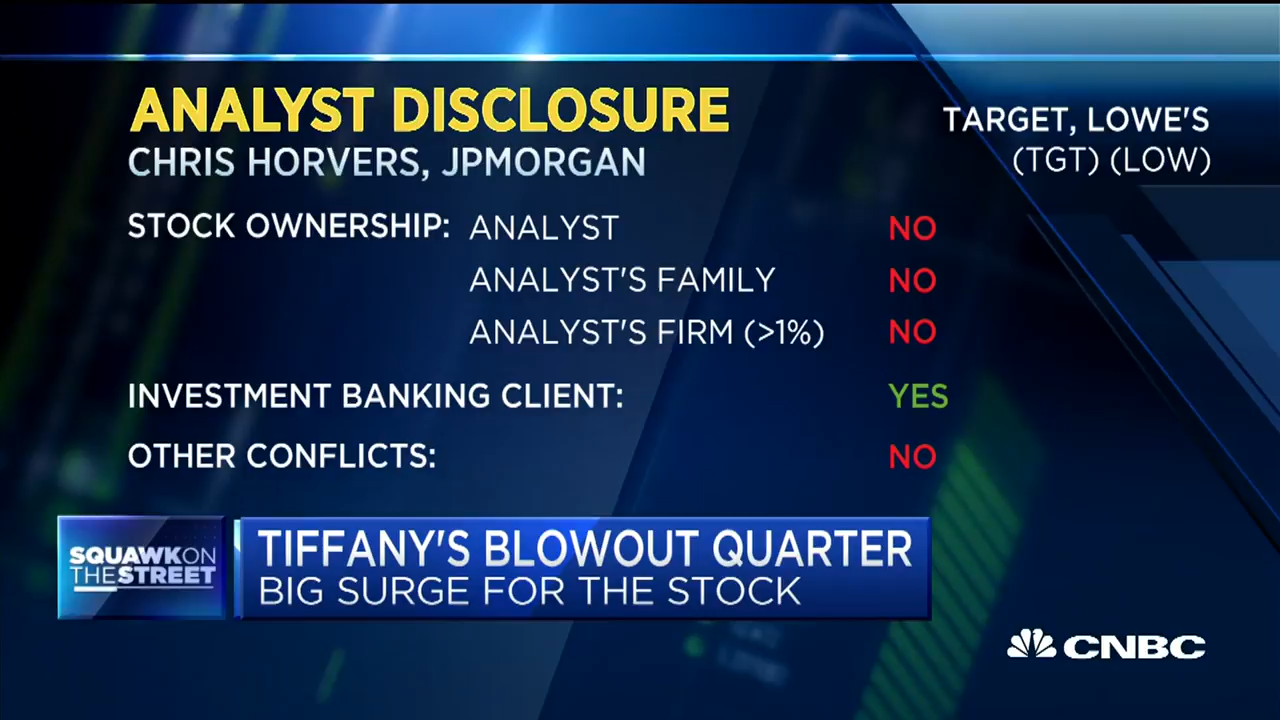 ANALYST DISCLOSURE
CHRIS HORVERS, JPMORGAN
TARGET, LOWE'S
(TGT) (LOW)
STOCK OWNERSHIP: ANALYST NO
ANALYST'S FAMILY NO
ANALYST'S FIRM (>1%) NO
INVESTMENT BANKING CLIENT: YES
OTHER CONFLICTS: NO
SQUAWK ON
THE STREET
TIFFANY'S BLOWOUT QUARTER
BIG SURGE FOR THE STOCK
CNBC